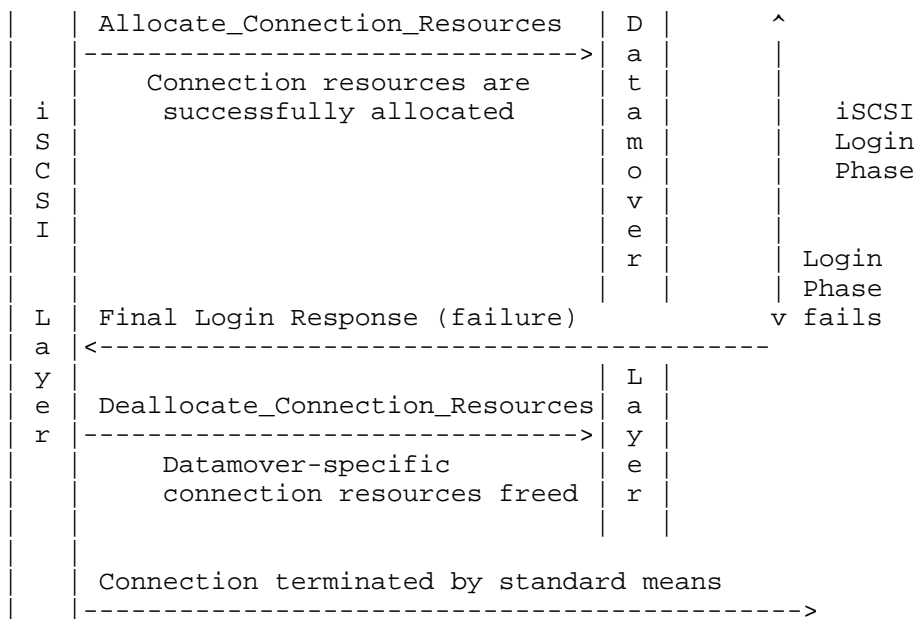 |   | Allocate_Connection_Resources  | D |      ^
|   |------------------------------->| a |      |
|   |    Connection resources are    | t |      |
| i |     successfully allocated     | a |      |   iSCSI
| S |                                | m |      |   Login
| C |                                | o |      |   Phase
| S |                                | v |      |
| I |                                | e |      |
|   |                                | r |      | Login
|   |                                |   |      | Phase
| L | Final Login Response (failure)            v fails
| a |<------------------------------------------
| y |                                | L |
| e | Deallocate_Connection_Resources| a |
| r |------------------------------->| y |
|   |     Datamover-specific         | e |
|   |     connection resources freed | r |
|   |                                |   |
|   |
|   | Connection terminated by standard means
|   |--------------------------------------------->